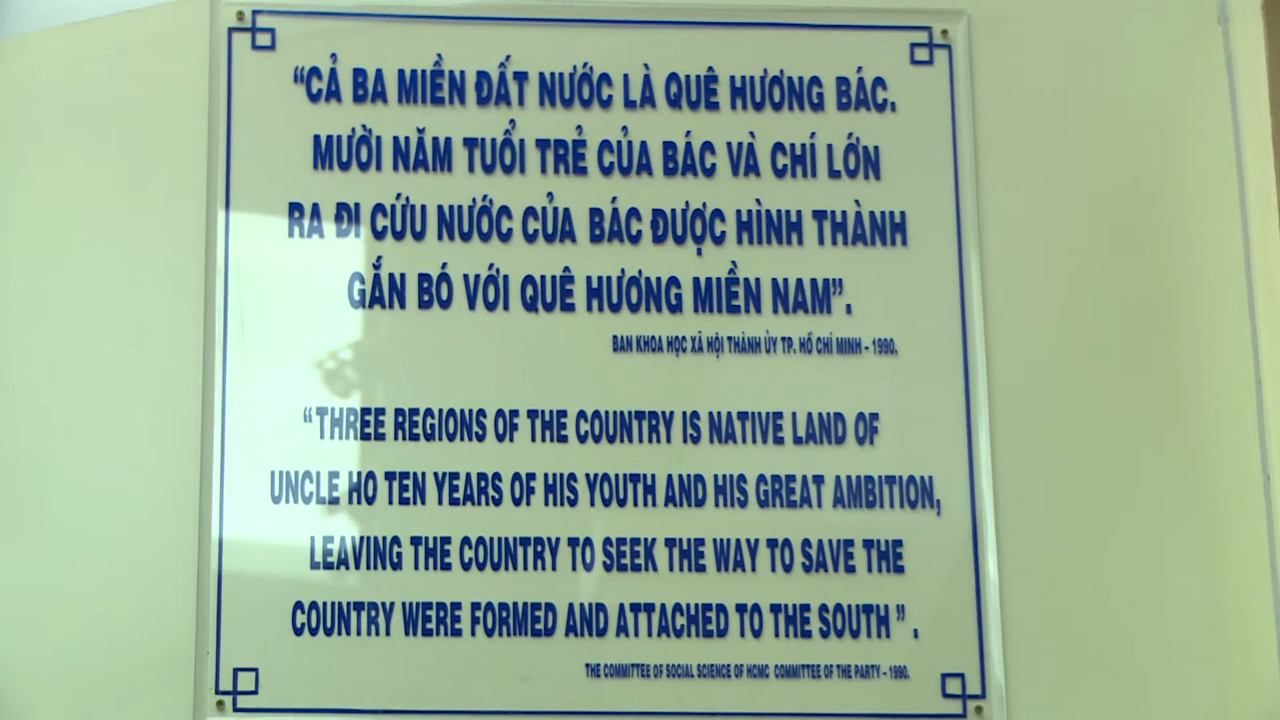 “CẢ BA MIỀN ĐẤT NƯỚC LÀ QUÊ HƯƠNG BÁC.
MƯỜI NĂM TUỔI TRẺ CỦA BÁC VÀ CHÍ LỚN
RA ĐI CỨU NƯỚC CỦA BÁC ĐƯỢC HÌNH THÀNH
GẮN BÓ VỚI QUÊ HƯƠNG MIỀN NAM”.
BAN KHOA HỌC XÃ HỘI THÀNH ỦY TP. HỒ CHÍ MINH - 1990.
“THREE REGIONS OF THE COUNTRY IS NATIVE LAND OF
UNCLE HO TEN YEARS OF HIS YOUTH AND HIS GREAT AMBITION,
LEAVING THE COUNTRY TO SEEK THE WAY TO SAVE THE
COUNTRY WERE FORMED AND ATTACHED TO THE SOUTH ” .
THE COMMITTEE OF SOCIAL SCIENCE OF HCMC COMMITTEE OF THE PARTY - 1990.